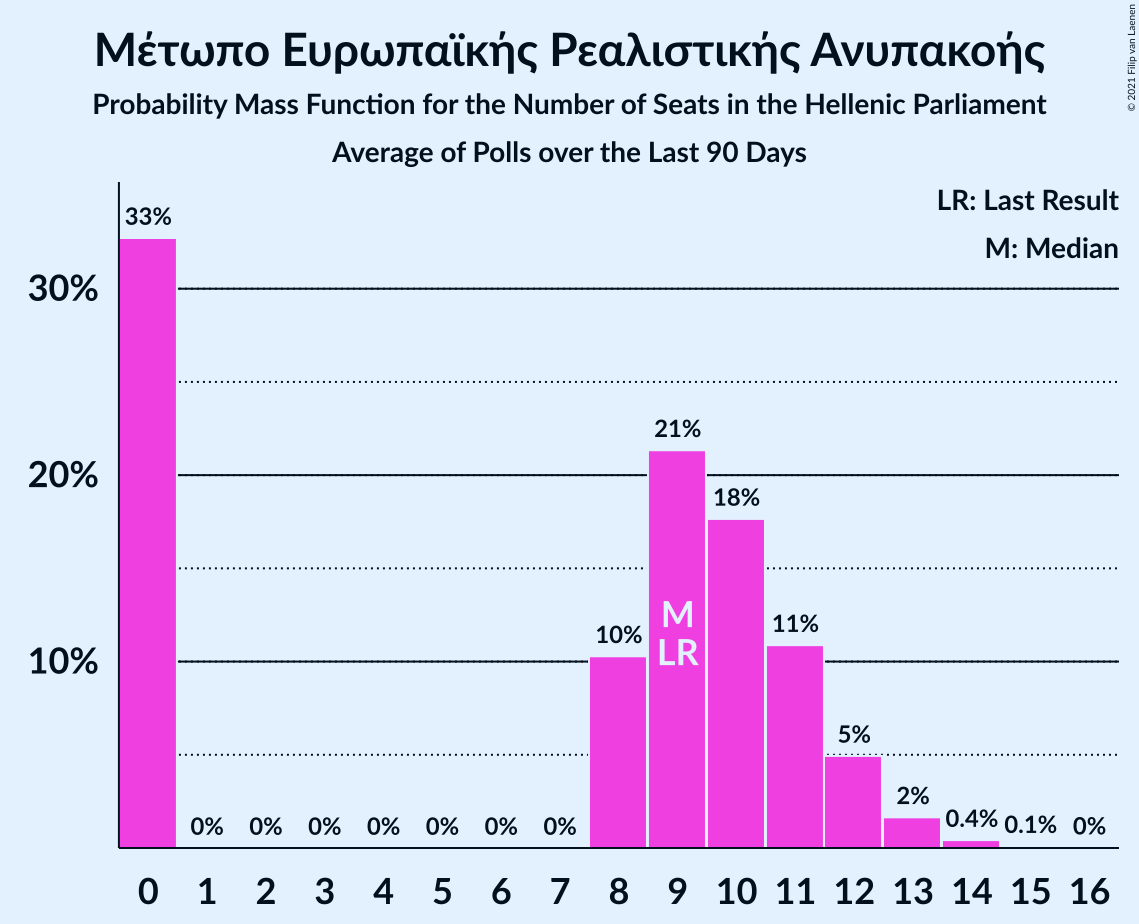 Μέτωπο Ευρωπαϊκής Ρεαλιστικής Ανυπακοής
Probability Mass Function for the Number of Seats in the Hellenic Parliament
Average of Polls over the Last 90 Days
© 2021 Filip van Laenen
LR: Last Result
M: Median
33%
30%
21%
20%
18%
M
LR
10%
11%
10%
5%
2%
0% 0% 0% 0% 0% 0% 0% 0.4% 0.1% 0%
0 1 2 3 4 5 6 7 8 9 10 11 12 13 14 15 16